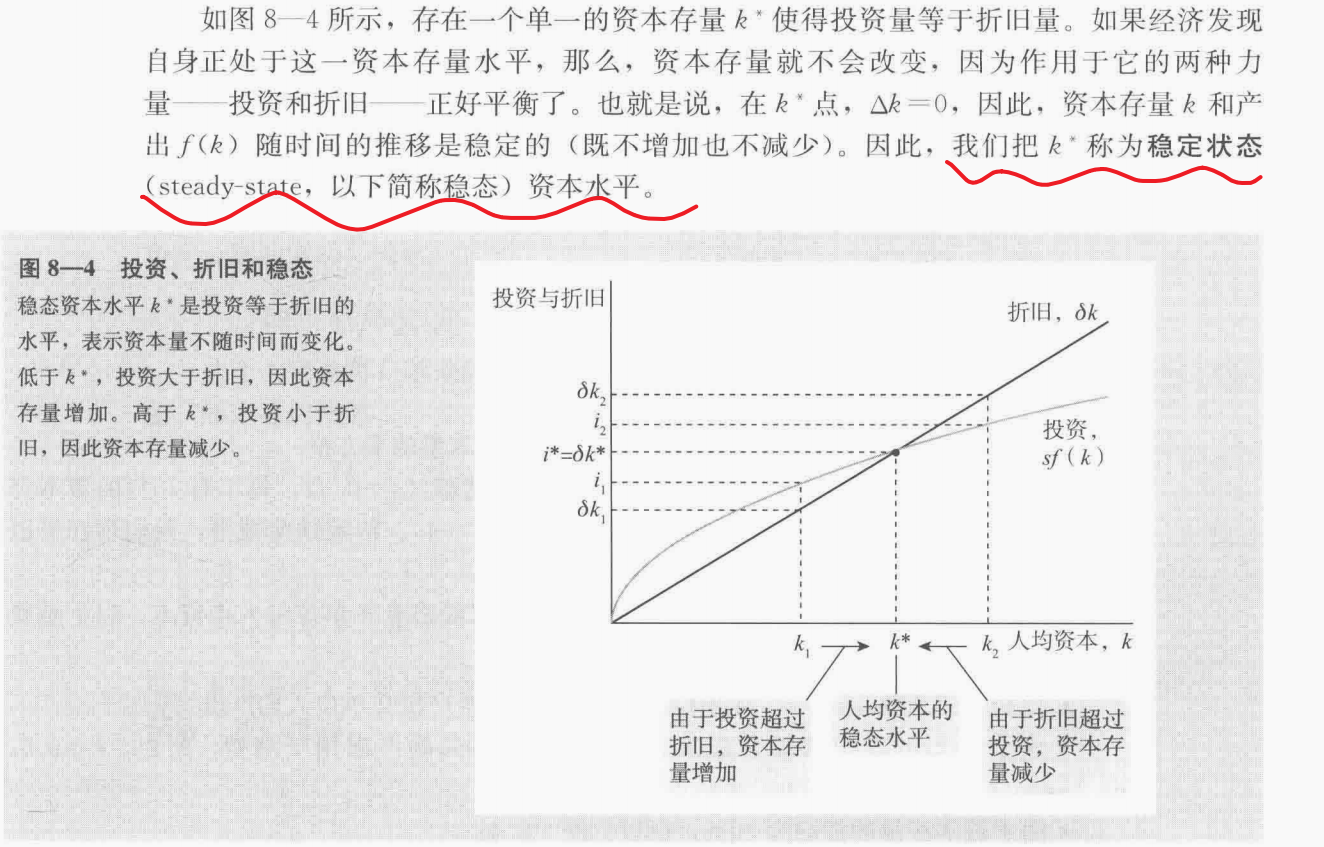 如图 8—4 所示，存在一个单一的资本存量 k* 使得投资量等于折旧量。如果经济发现
自身正处于这一资本存量水平，那么，资本存量就不会改变，因为作用于它的两种力
量——投资和折旧——正好平衡了。也就是说，在 k* 点，Δk=0，因此，资本存量 k 和产
出 f(k) 随时间的推移是稳定的（既不增加也不减少）。因此，我们把 k* 称为稳定状态
（steady-state，以下简称稳态）资本水平。
图 8—4 投资、折旧和稳态
稳态资本水平 k* 是投资等于折旧的
水平，表示资本量不随时间而变化。
低于 k*，投资大于折旧，因此资本
存量增加。高于 k*，投资小于折
旧，因此资本存量减少。
投资与折旧
折旧，δk
δk₂
i₂
投资，
sf（k）
i*=δk*
i₁
δk₁
k₁
k*
k₂
人均资本，k
由于投资超过
折旧，资本存
量增加
人均资本的
稳态水平
由于折旧超过
投资，资本存
量减少